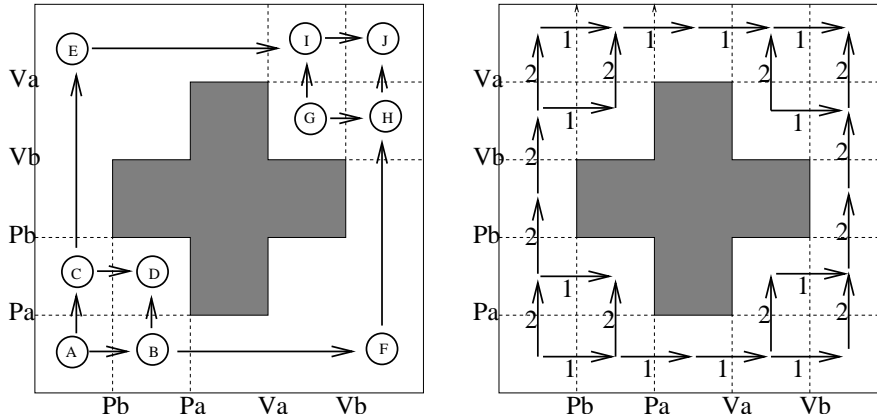 I J
E
Va
G H
Vb
Pb
C D
Pa
A B F
Pb Pa Va Vb
1 1 1 1
Va 2 2 2 2
1 1
Vb 2 2
Pb 2 2
1 1
Pa 2 2 2 2
1 1 1 1
Pb Pa Va Vb